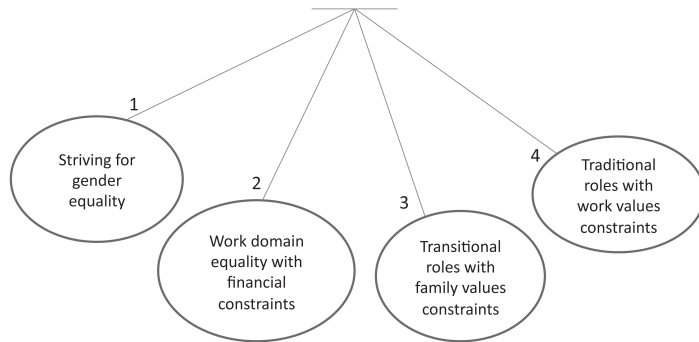 1
Striving for
gender
equality
2
Work domain
equality with
financial
constraints
3
Transitional
roles with
family values
constraints
4
Traditional
roles with
work values
constraints